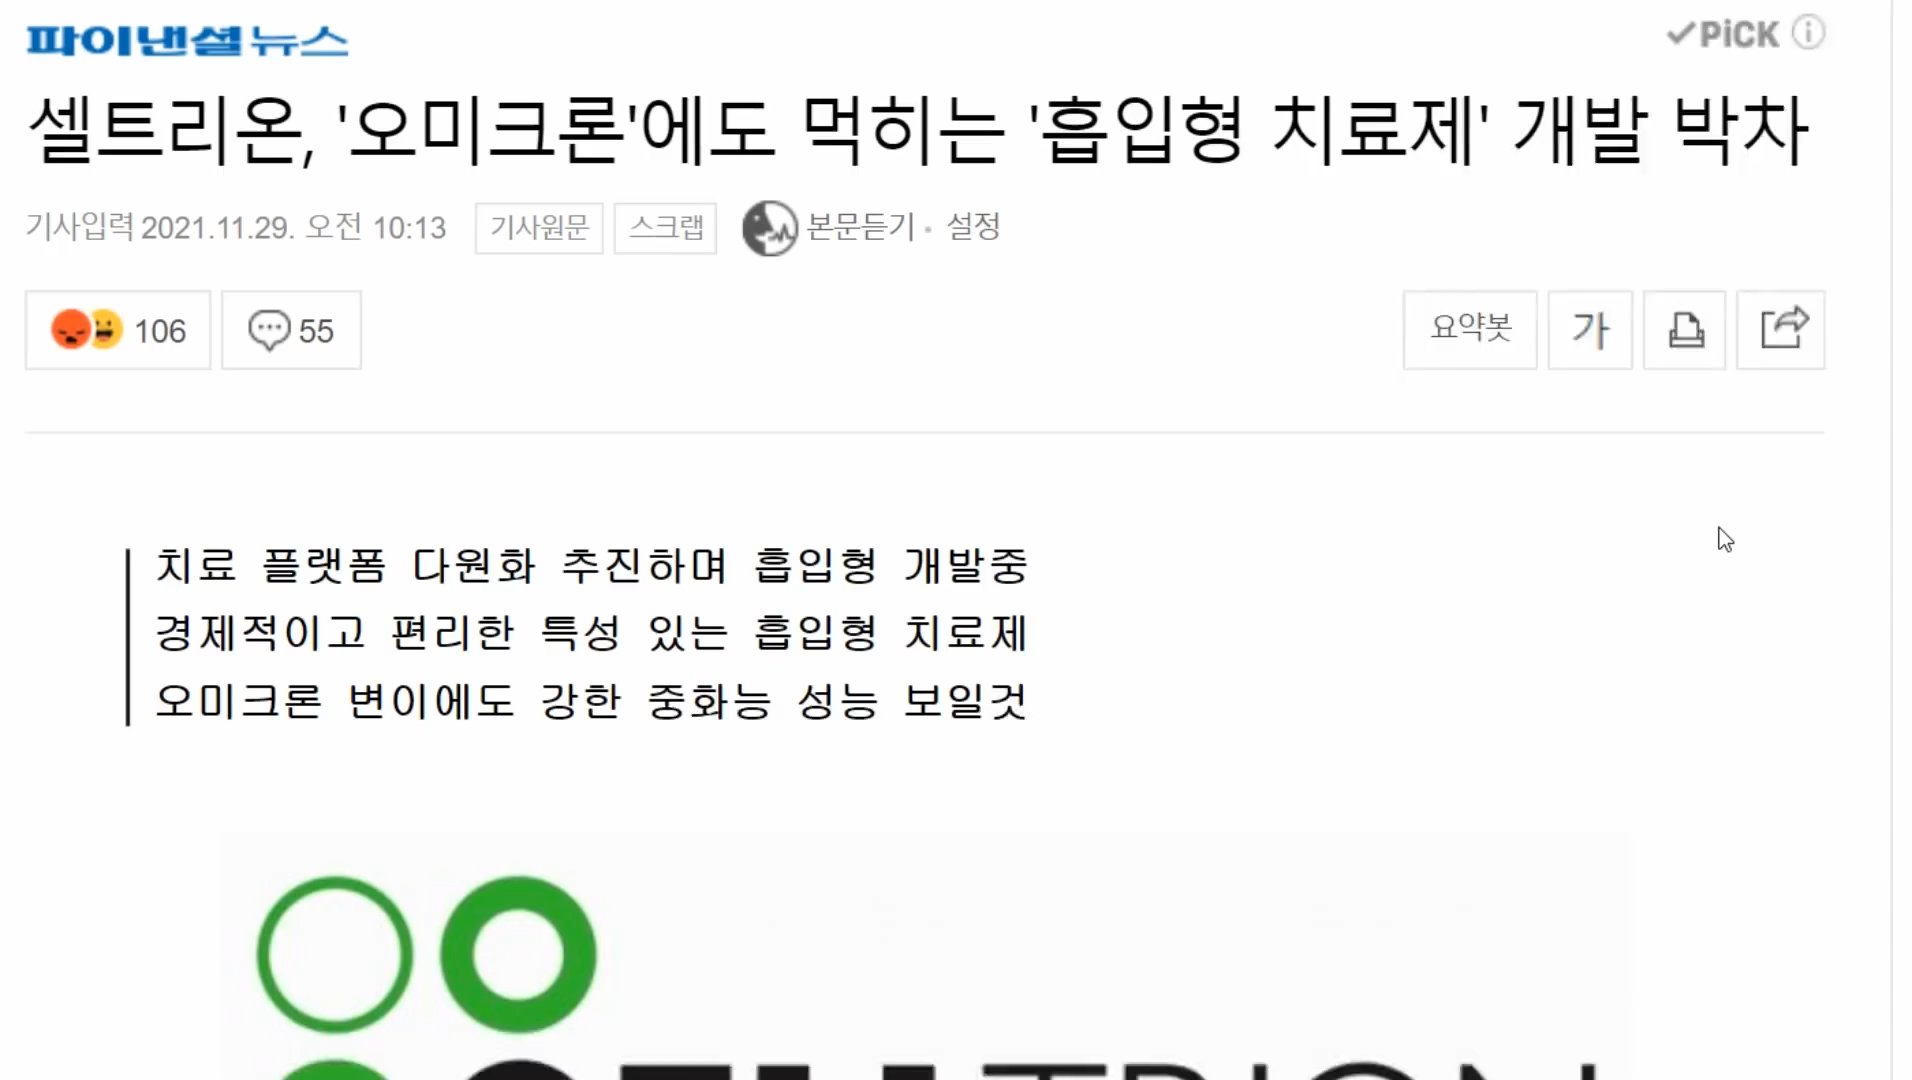 파이낸셜뉴스
✓PiCK
셀트리온, '오미크론'에도 먹히는 '흡입형 치료제' 개발 박차
기사입력 2021.11.29. 오전 10:13 기사원문 스크랩 본문듣기 · 설정
106 55 요약봇 가
치료 플랫폼 다원화 추진하며 흡입형 개발중
경제적이고 편리한 특성 있는 흡입형 치료제
오미크론 변이에도 강한 중화능 성능 보일것